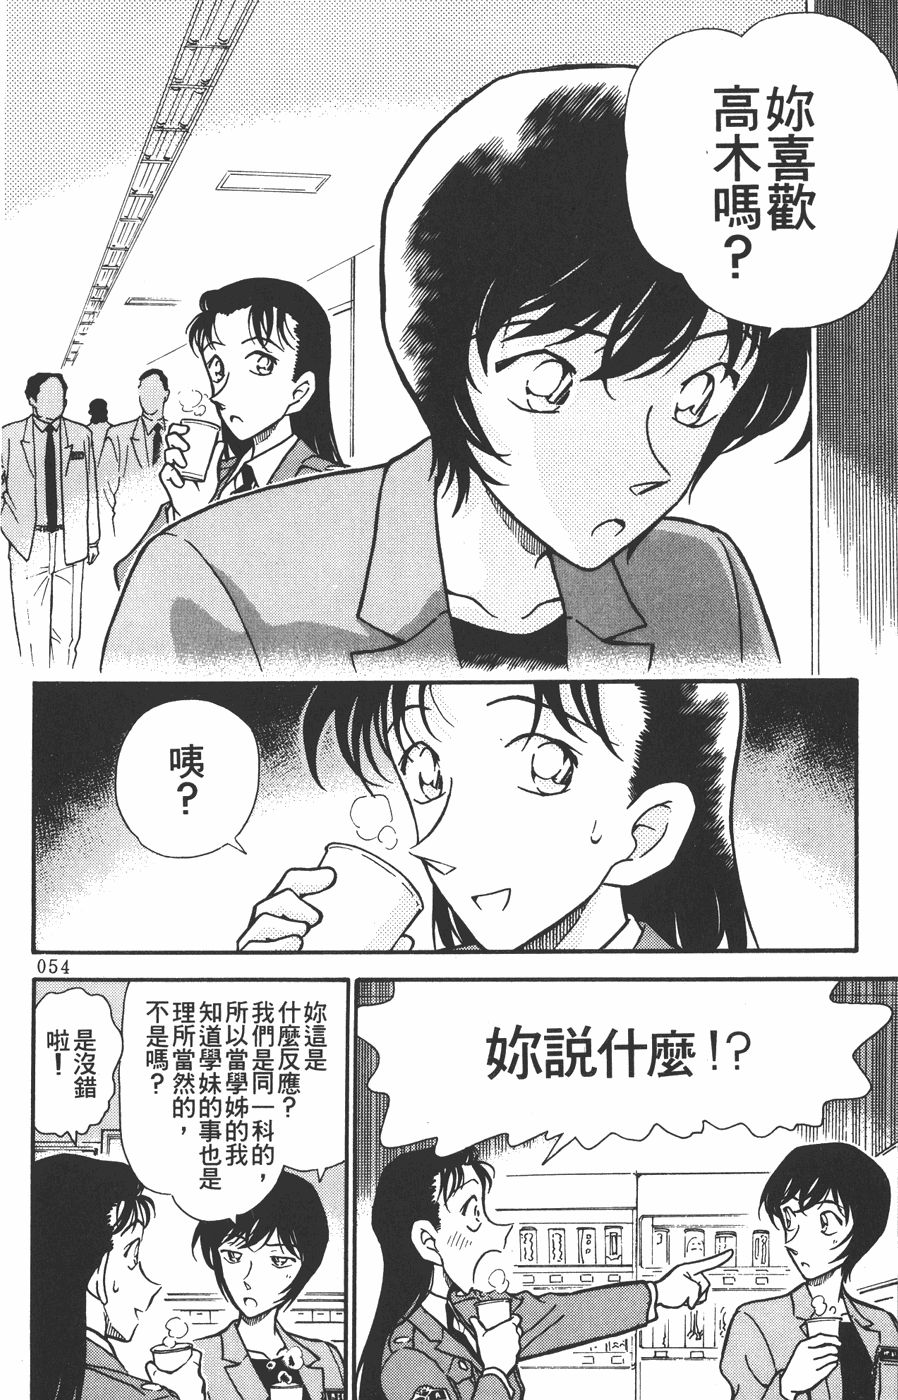 妳喜歡
高木嗎？
咦？
054
妳説什麼！？
妳這是
什麼反應？
我們是同一科的，
所以當學姊的我
知道學妹的事也是
理所當然的，
不是嗎？
是沒錯
啦！